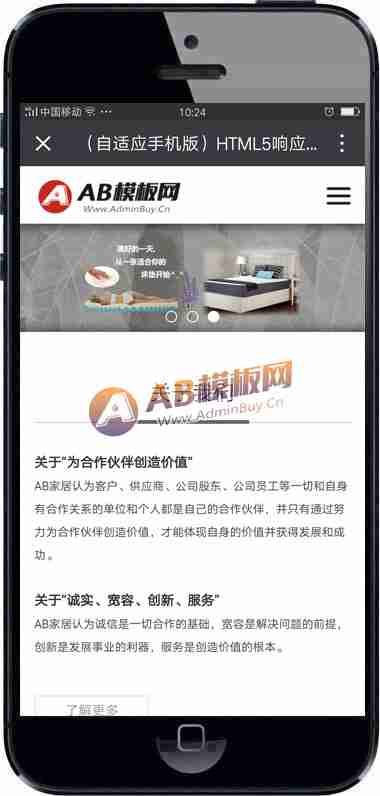 中国移动 10:24
（自适应手机版）HTML5响应...
AB模板网
Www.AdminBuy.Cn
美好的一天,
从一张适合你的
床垫开始^_^
关于我们
AB模板网
Www.AdminBuy.Cn
关于“为合作伙伴创造价值”
AB家居认为客户、供应商、公司股东、公司员工等一切和自身
有合作关系的单位和个人都是自己的合作伙伴，并只有通过努
力为合作伙伴创造价值，才能体现自身的价值并获得发展和成
功。
关于“诚实、宽容、创新、服务”
AB家居认为诚信是一切合作的基础，宽容是解决问题的前提，
创新是发展事业的利器，服务是创造价值的根本。
了解更多